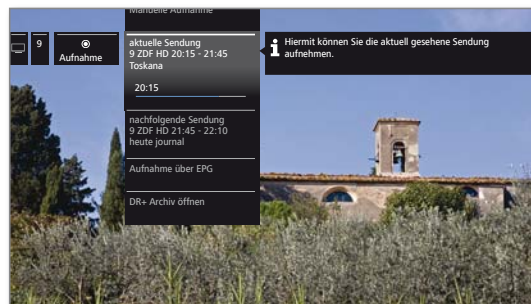 Manuelle Aufnahme
9
Aufnahme
aktuelle Sendung
9 ZDF HD 20:15 - 21:45
Toskana
20:15
nachfolgende Sendung
9 ZDF HD 21:45 - 22:10
heute journal
Aufnahme über EPG
DR+ Archiv öffnen
i Hiermit können Sie die aktuell gesehene Sendung
aufnehmen.